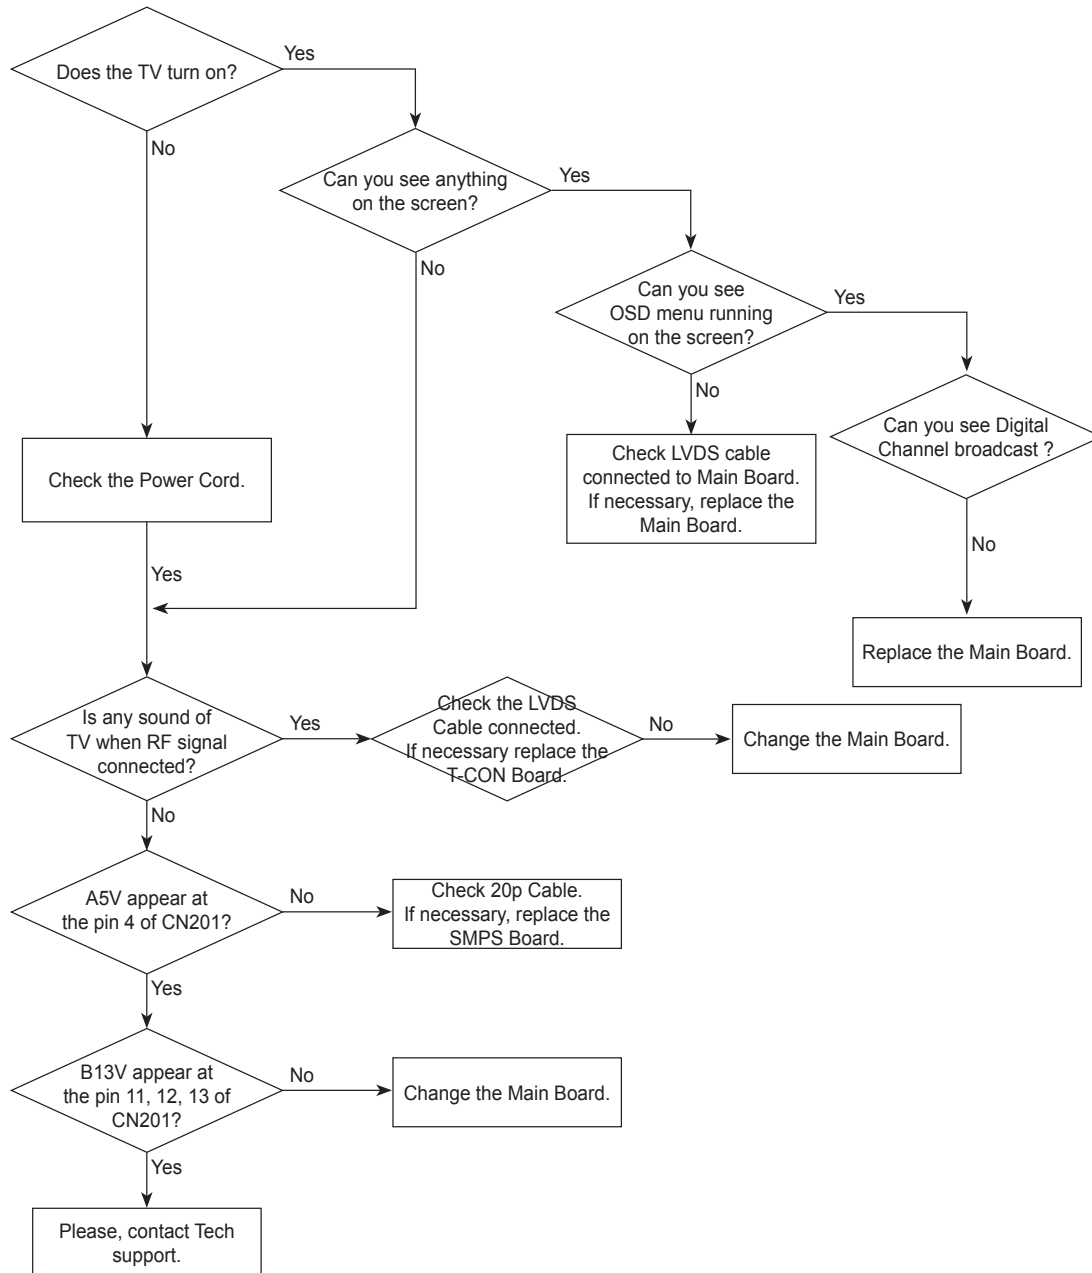 Does the TV turn on?
Yes
No
Can you see anything
on the screen?
Yes
No
Can you see
OSD menu running
on the screen?
Yes
No
Can you see Digital
Channel broadcast ?
No
Check the Power Cord.
Yes
Check LVDS cable
connected to Main Board.
If necessary, replace the
Main Board.
Replace the Main Board.
Is any sound of
TV when RF signal
connected?
Yes
No
Check the LVDS
Cable connected.
If necessary replace the
T-CON Board.
No
Change the Main Board.
A5V appear at
the pin 4 of CN201?
No
Yes
Check 20p Cable.
If necessary, replace the
SMPS Board.
B13V appear at
the pin 11, 12, 13 of
CN201?
No
Yes
Change the Main Board.
Please, contact Tech
support.